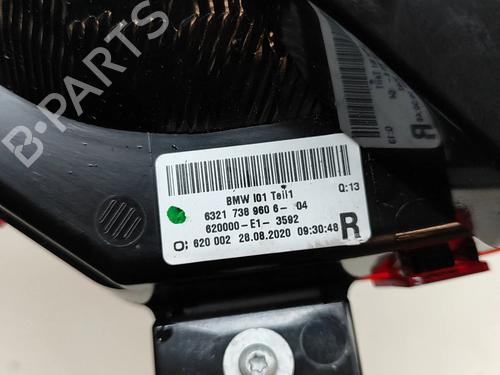 B-PARTS
BMW I01 Teil1
Q:13
6321 738 960 6- 04
620000-E1- 3592
O: 620 002 28.08.2020 09:30:48
R
R